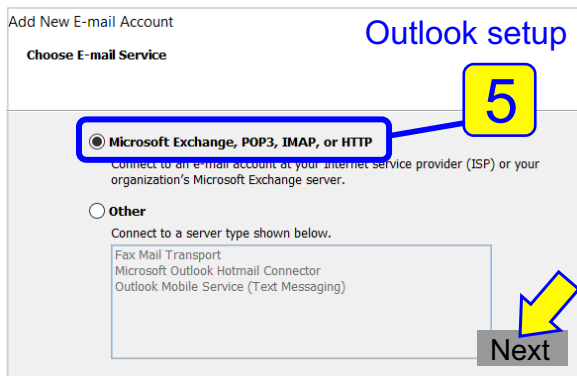 Add New E-mail Account
Outlook setup
Choose E-mail Service
5
Microsoft Exchange, POP3, IMAP, or HTTP
Connect to an e-mail account at your Internet service provider (ISP) or your
organization's Microsoft Exchange server.
Other
Connect to a server type shown below.
Fax Mail Transport
Microsoft Outlook Hotmail Connector
Outlook Mobile Service (Text Messaging)
Next